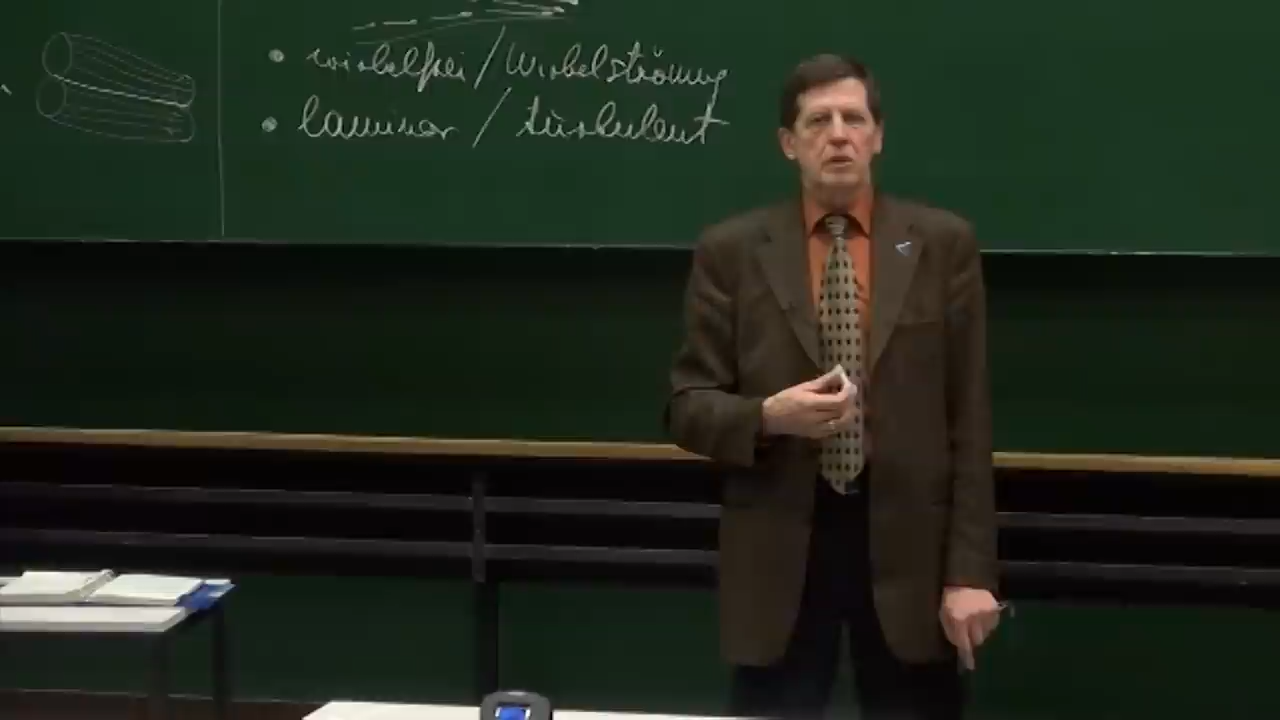 • wirbelfrei / Wirbelströmung
• laminar / turbulent